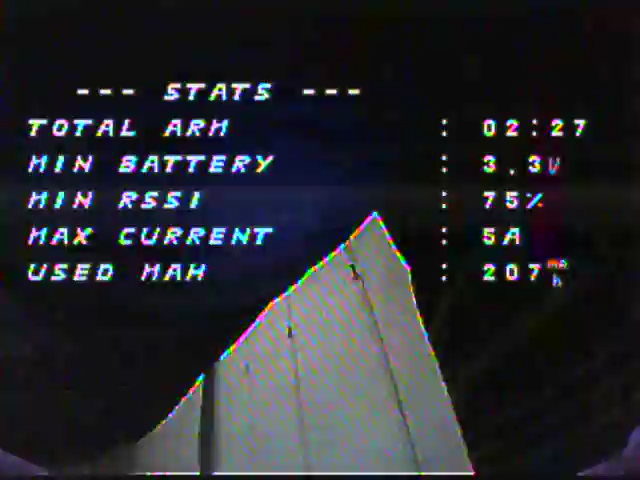 --- STATS ---
TOTAL ARM : 02:27
MIN BATTERY : 3.3V
MIN RSSI : 75%
MAX CURRENT : 5A
USED MAH : 207mAh